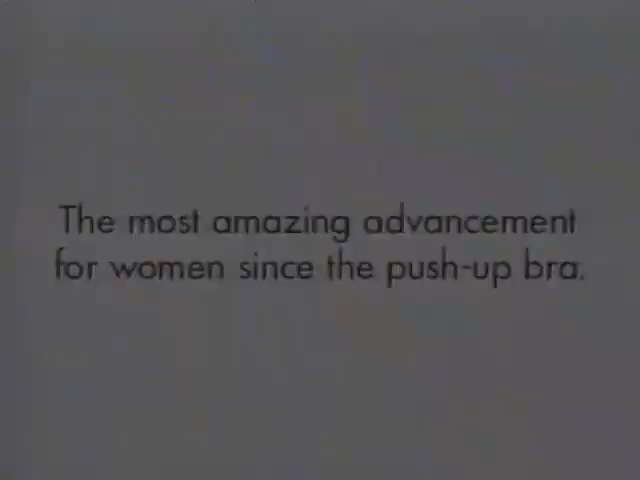 The most amazing advancement
for women since the push-up bra.